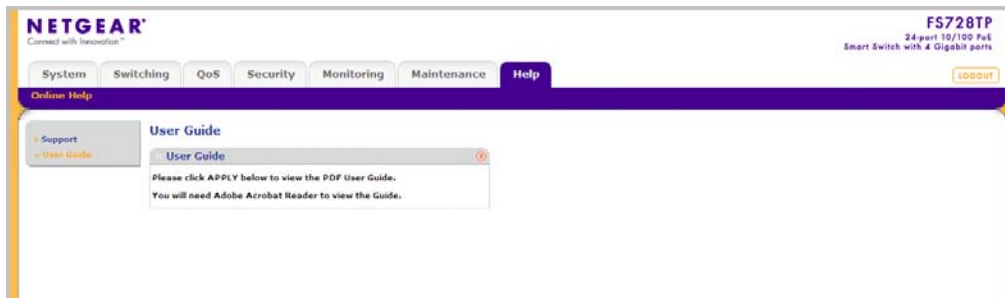 NETGEAR®
Connect with Innovation™
FS728TP
24-port 10/100 PoE
Smart Switch with 4 Gigabit ports
System Switching QoS Security Monitoring Maintenance Help
LOGOUT
Online Help
Support
User Guide
User Guide
User Guide
Please click APPLY below to view the PDF User Guide.
You will need Adobe Acrobat Reader to view the Guide.